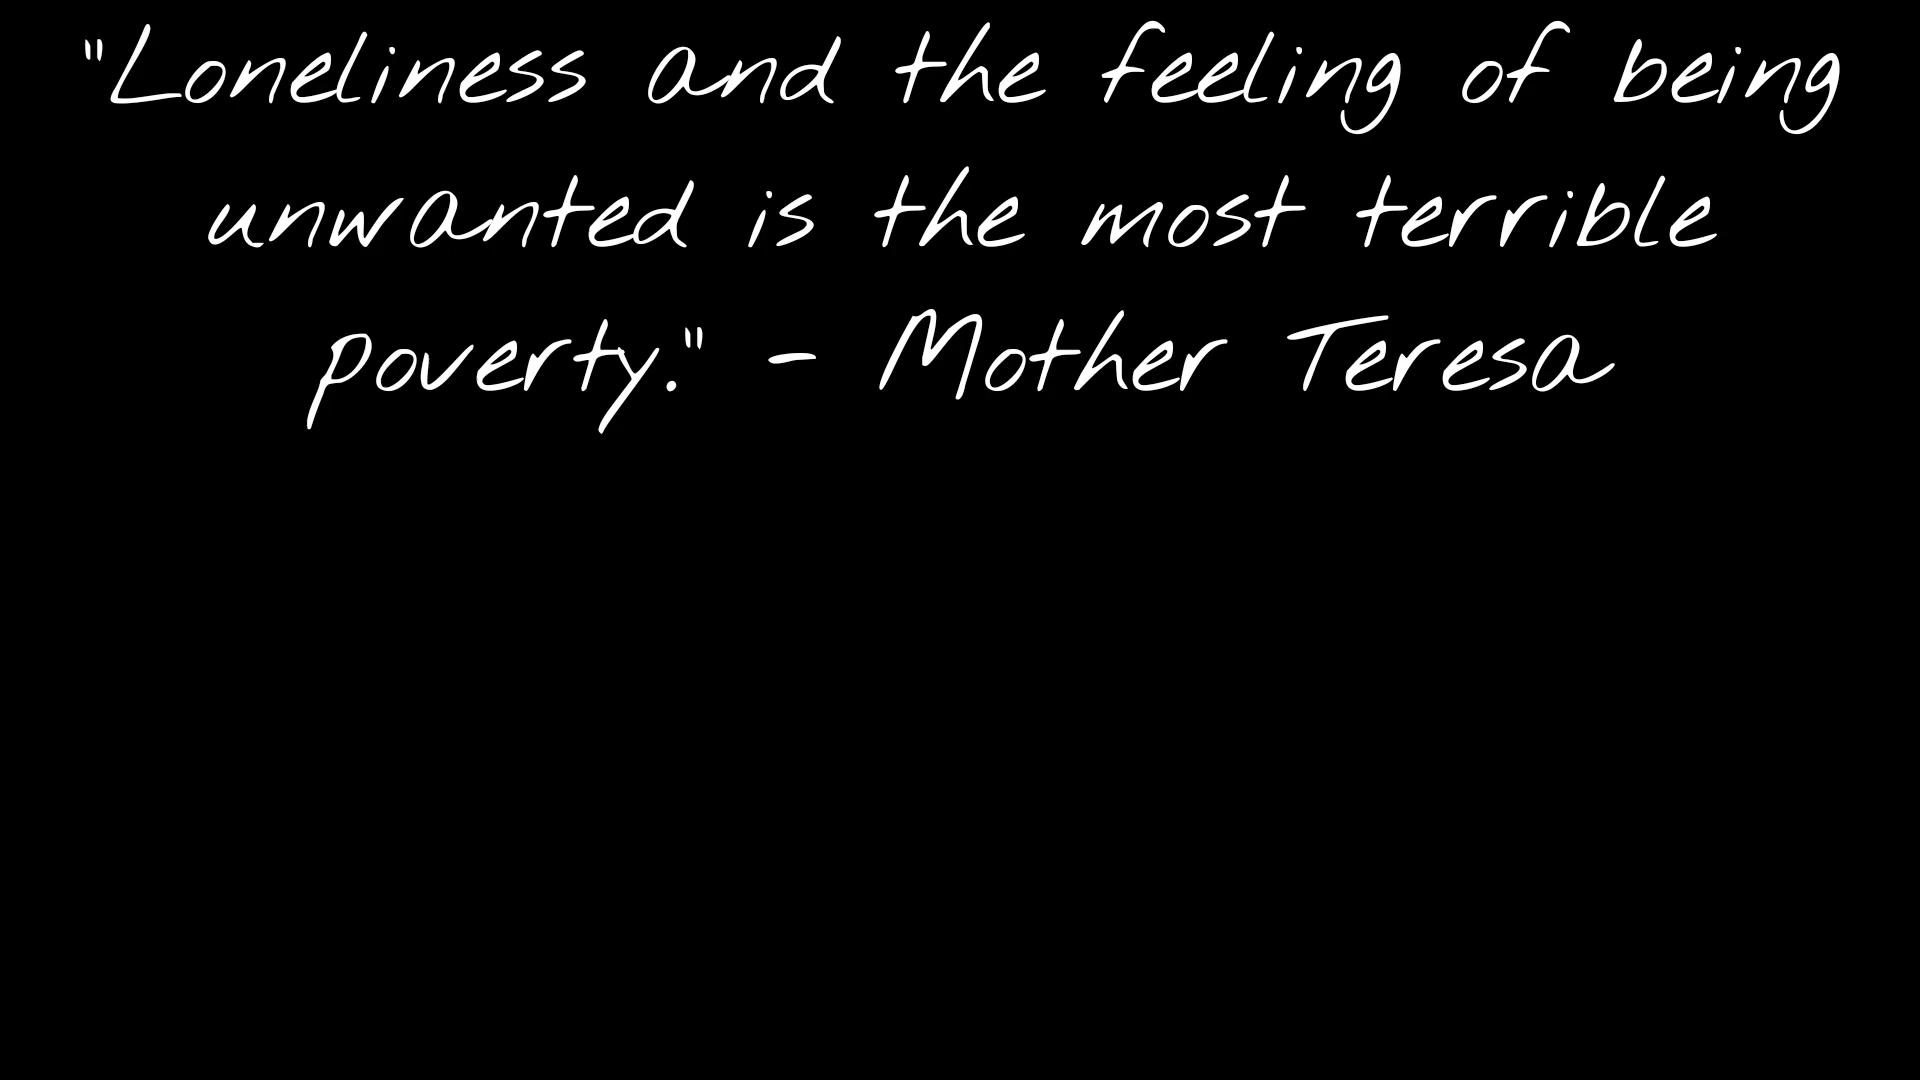 "Loneliness and the feeling of being
unwanted is the most terrible
poverty." - Mother Teresa